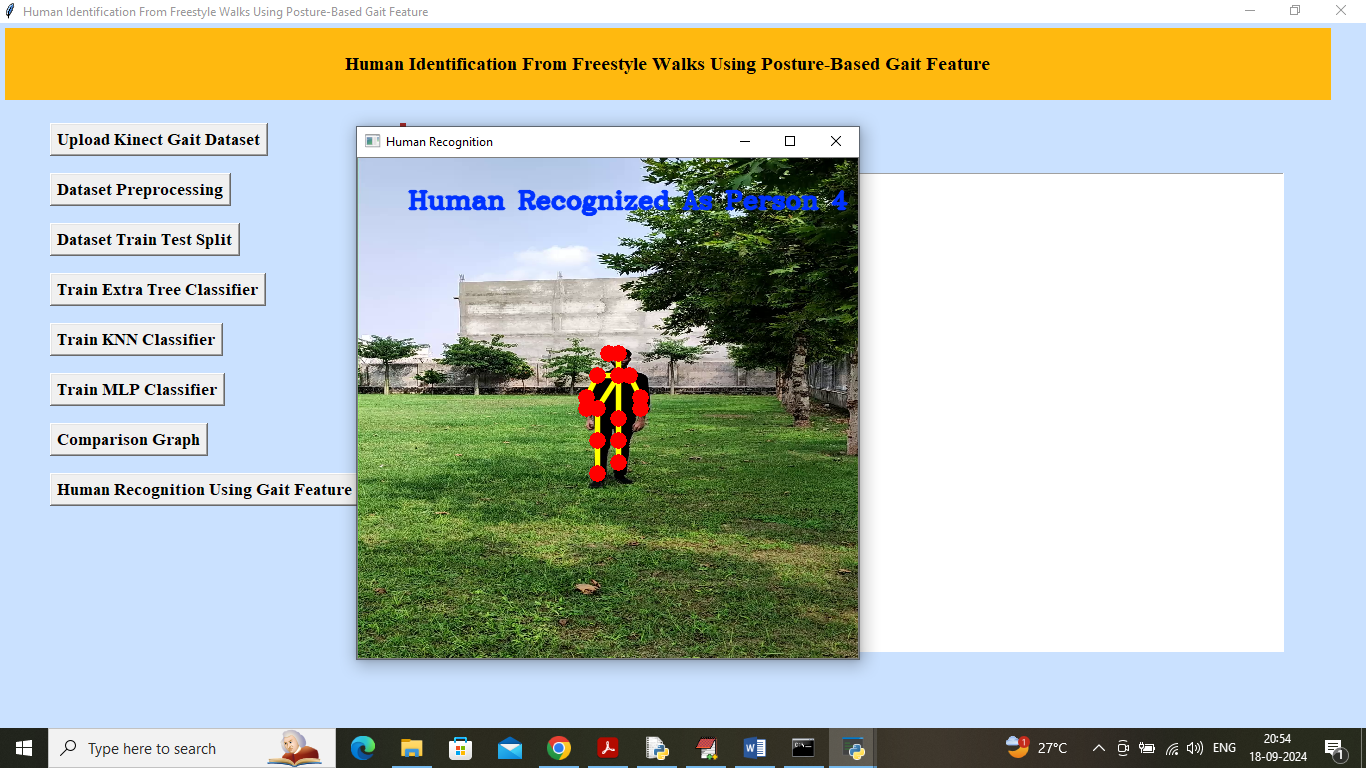 Human Identification From Freestyle Walks Using Posture-Based Gait Feature
Human Identification From Freestyle Walks Using Posture-Based Gait Feature
Upload Kinect Gait Dataset
Dataset Preprocessing
Dataset Train Test Split
Train Extra Tree Classifier
Train KNN Classifier
Train MLP Classifier
Comparison Graph
Human Recognition Using Gait Feature
Human Recognition
Human Recognized As Person 4
Type here to search
1
27°C
ENG
20:54
18-09-2024
1